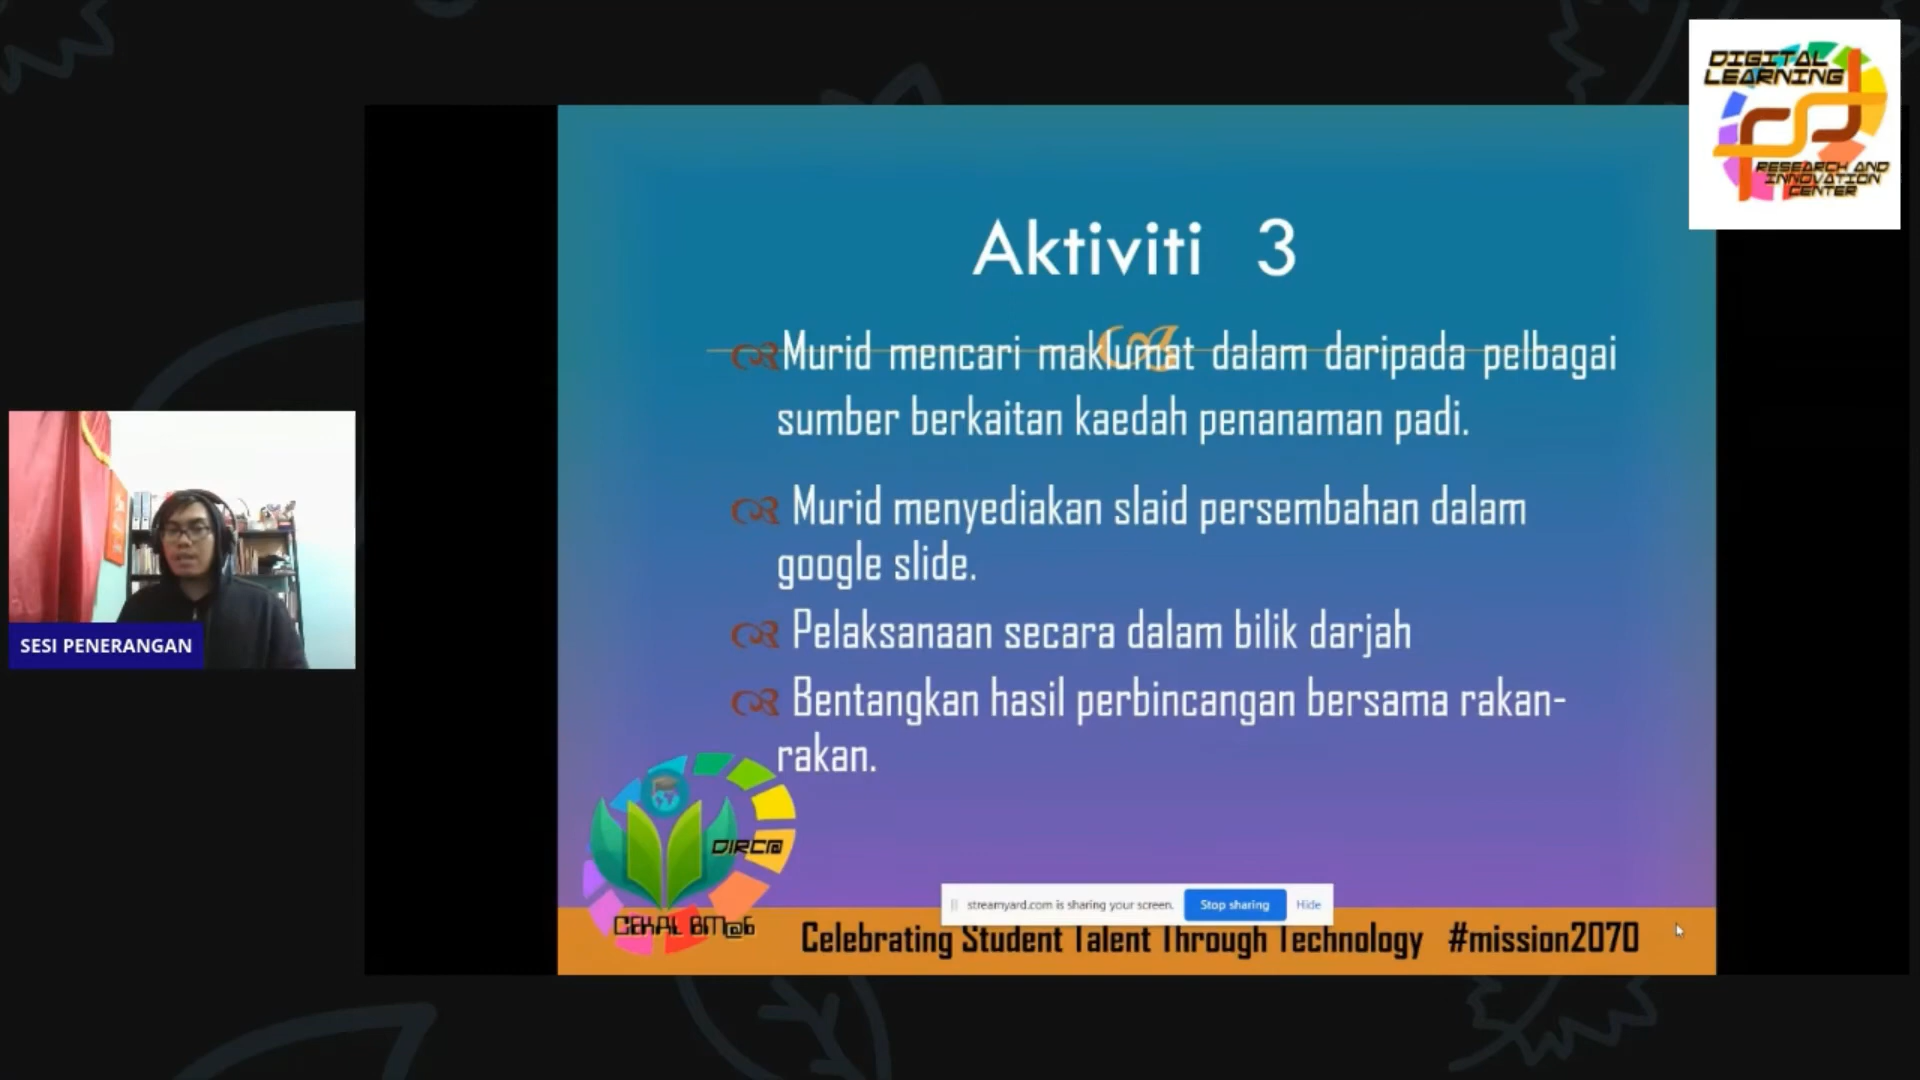 DIGITAL
LEARNING
RESEARCH AND
INNOVATION
CENTER
Aktiviti 3
Murid mencari maklumat dalam daripada pelbagai
sumber berkaitan kaedah penanaman padi.
Murid menyediakan slaid persembahan dalam
google slide.
Pelaksanaan secara dalam bilik darjah
Bentangkan hasil perbincangan bersama rakan-
rakan.
SESI PENERANGAN
DIRC@
CEKAL BM@6
streamyard.com is sharing your screen.
Stop sharing
Hide
Celebrating Student Talent Through Technology #mission2070